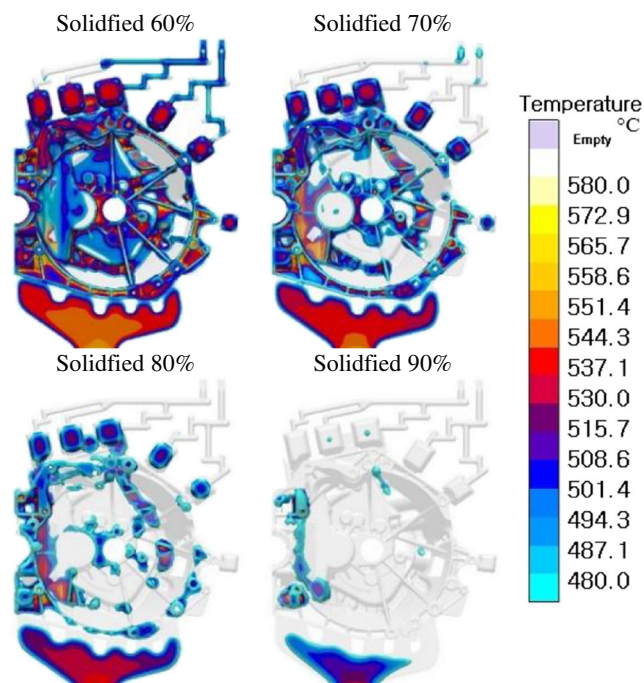 Solidfied 60%
Solidfied 70%
Temperature
°C
Empty
580.0
572.9
565.7
558.6
551.4
544.3
537.1
530.0
515.7
508.6
501.4
494.3
487.1
480.0
Solidfied 80%
Solidfied 90%